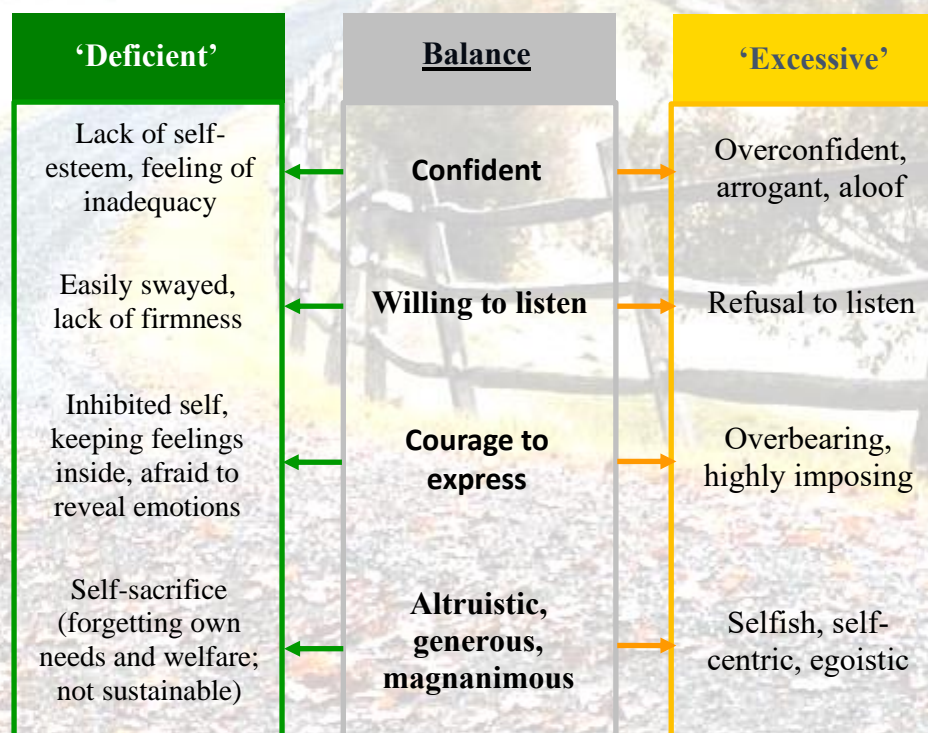 ‘Deficient’
Balance
‘Excessive’
Lack of self-
esteem, feeling of
inadequacy
Confident
Overconfident,
arrogant, aloof
Easily swayed,
lack of firmness
Willing to listen
Refusal to listen
Inhibited self,
keeping feelings
inside, afraid to
reveal emotions
Courage to
express
Overbearing,
highly imposing
Self-sacrifice
(forgetting own
needs and welfare;
not sustainable)
Altruistic,
generous,
magnanimous
Selfish, self-
centric, egoistic